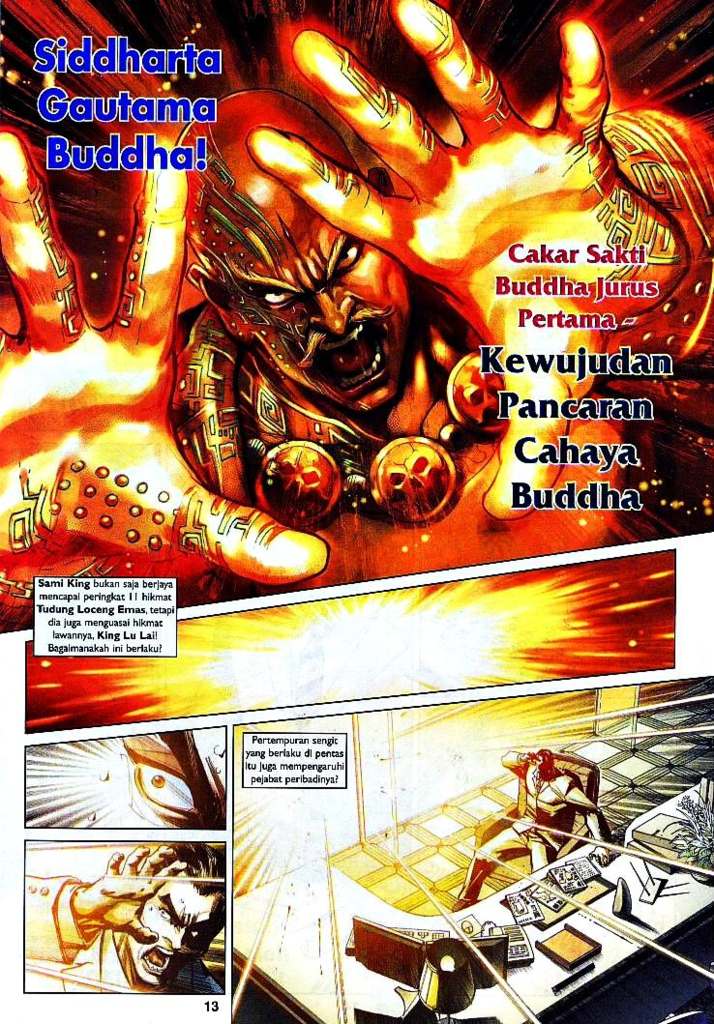 Siddharta
Gautama
Buddha!
Cakar Sakti
Buddha Jurus
Pertama -
Kewujudan
Pancaran
Cahaya
Buddha
Sami King bukan saja berjaya
mencapai peringkat 11 hikmat
Tudung Loceng Emas, tetapi
dia juga menguasai hikmat
lawannya, King Lu Lai!
Bagaimanakah ini berlaku?
Pertempuran sengit
yang berlaku di pentas
itu juga mempengaruhi
pejabat peribadinya?
13